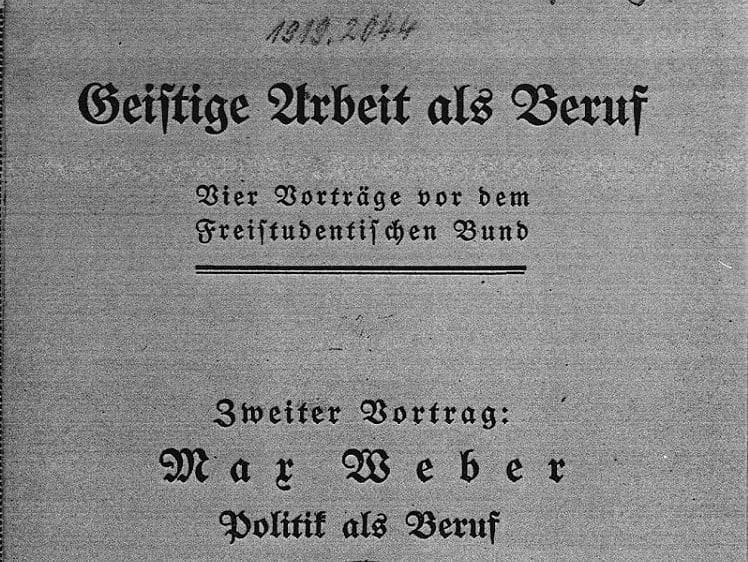 1919.2044
Geiſtige Arbeit als Beruf
Vier Vorträge vor dem
Freiſtudentiſchen Bund
Zweiter Vortrag:
Max Weber
Politik als Beruf